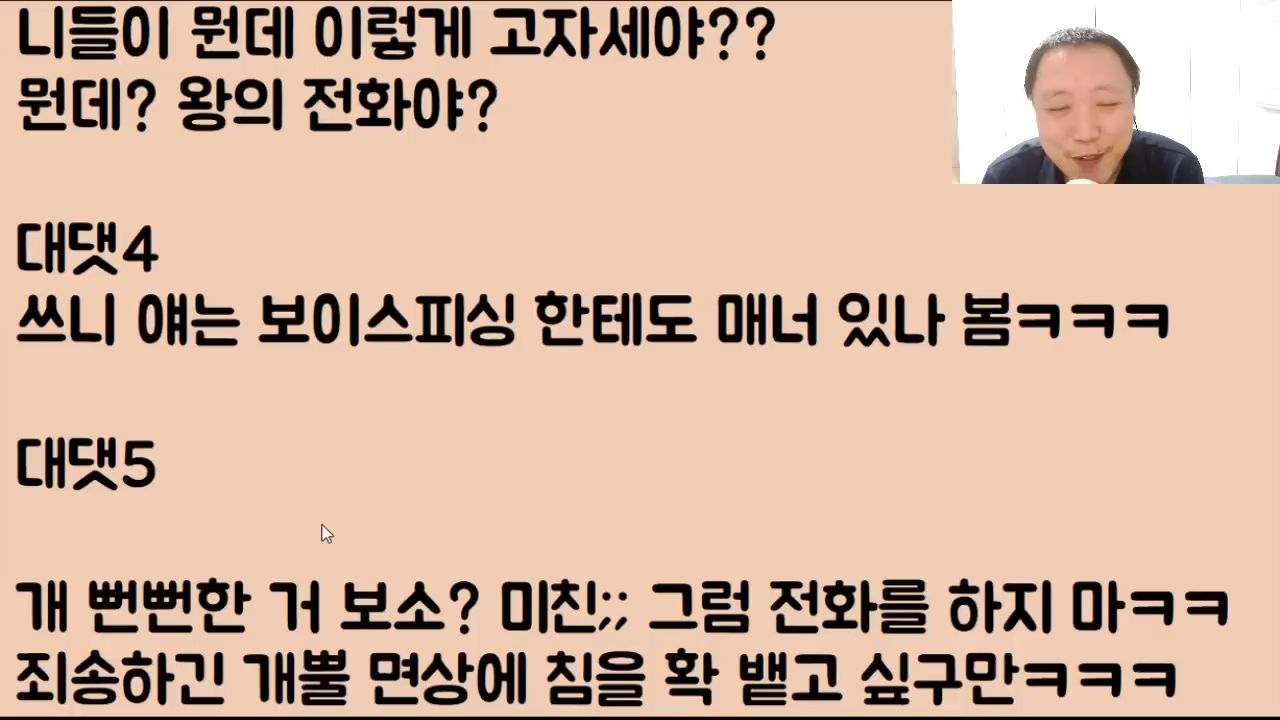 니들이 뭔데 이렇게 고자세야??
뭔데? 왕의 전화야?
대댓4
쓰니 얘는 보이스피싱 한테도 매너 있나 봄ㅋㅋㅋ
대댓5
개 뻔뻔한 거 보소? 미친;; 그럼 전화를 하지 마ㅋㅋ
죄송하긴 개뿔 면상에 침을 확 뱉고 싶구만ㅋㅋㅋ